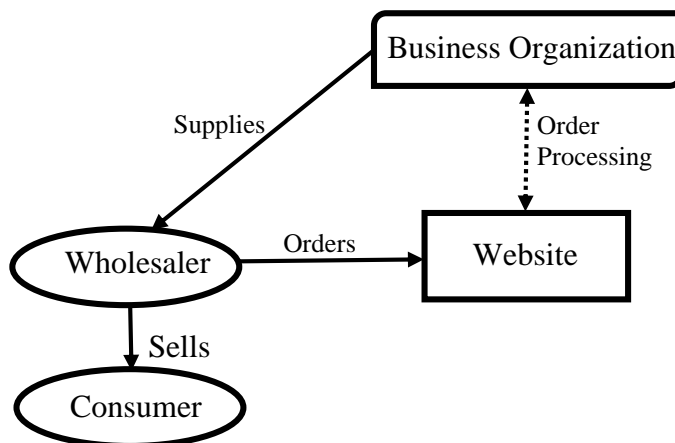 Business Organization
Supplies
Order
Processing
Wholesaler
Orders
Website
Sells
Consumer